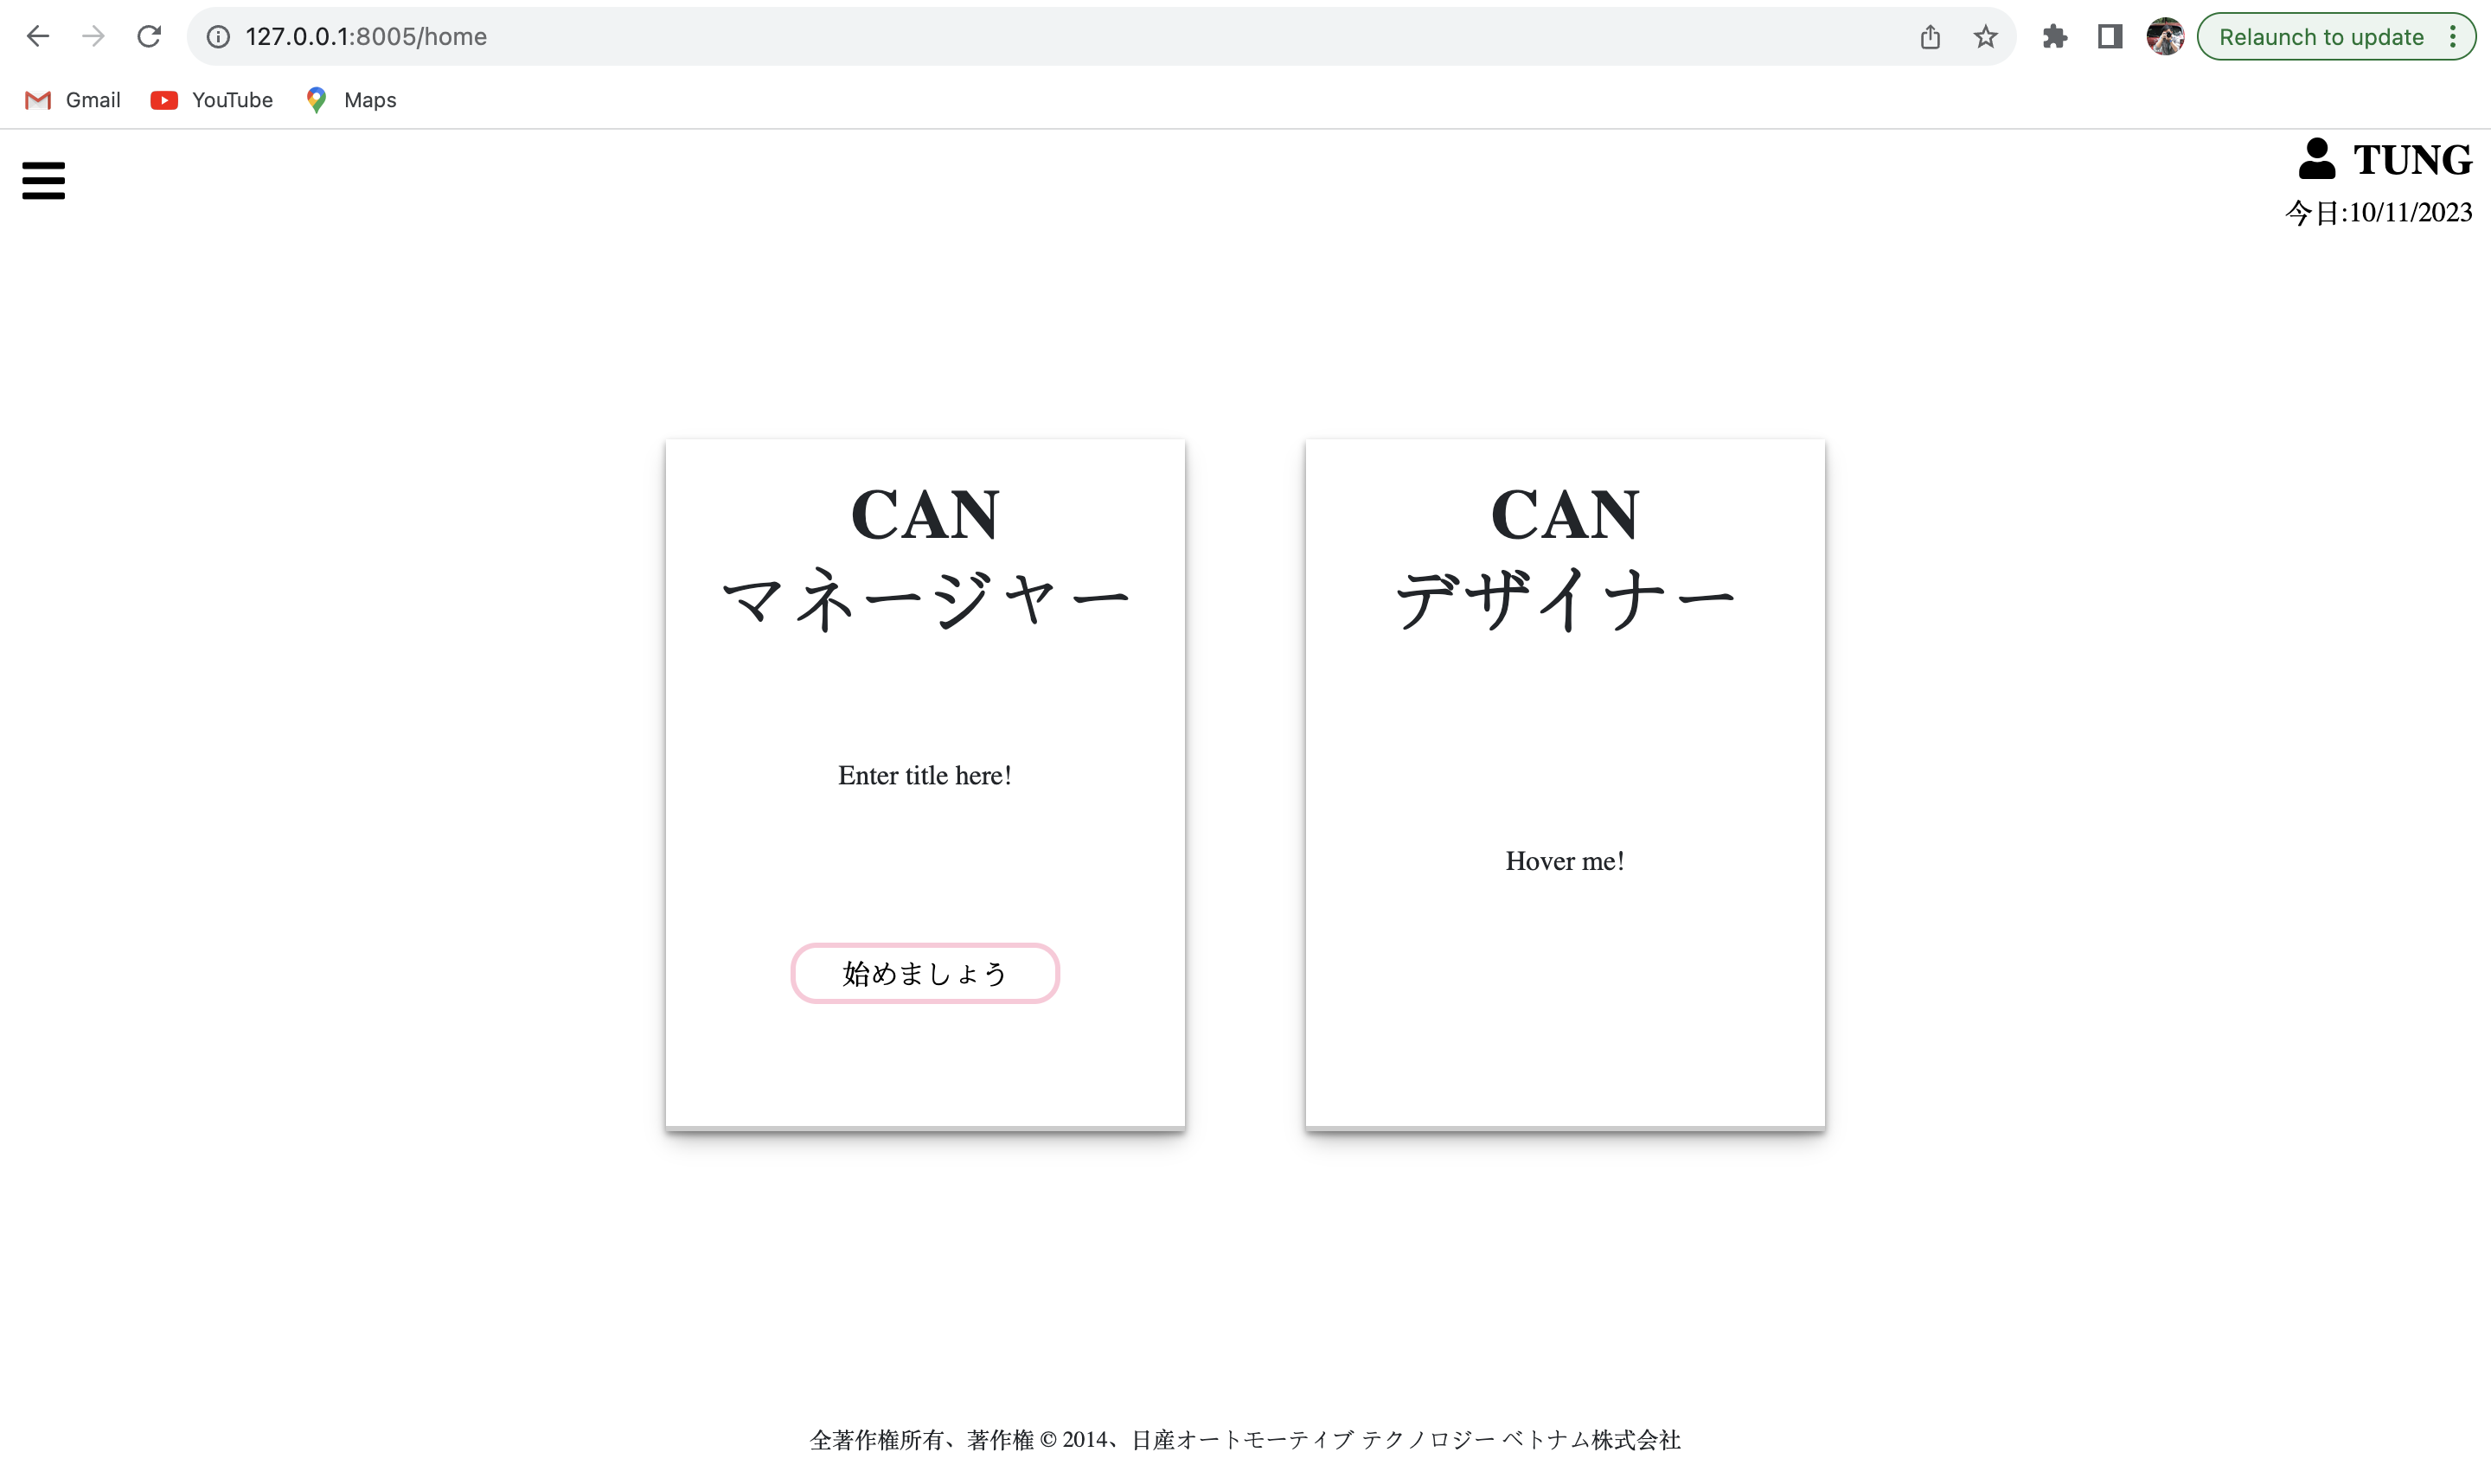 127.0.0.1:8005/home
Relaunch to update
Gmail
YouTube
Maps
TUNG
今日:10/11/2023
CAN
マネージャー
Enter title here!
始めましょう
CAN
デザイナー
Hover me!
全著作権所有、著作権 © 2014、日産オートモーティブ テクノロジー ベトナム株式会社